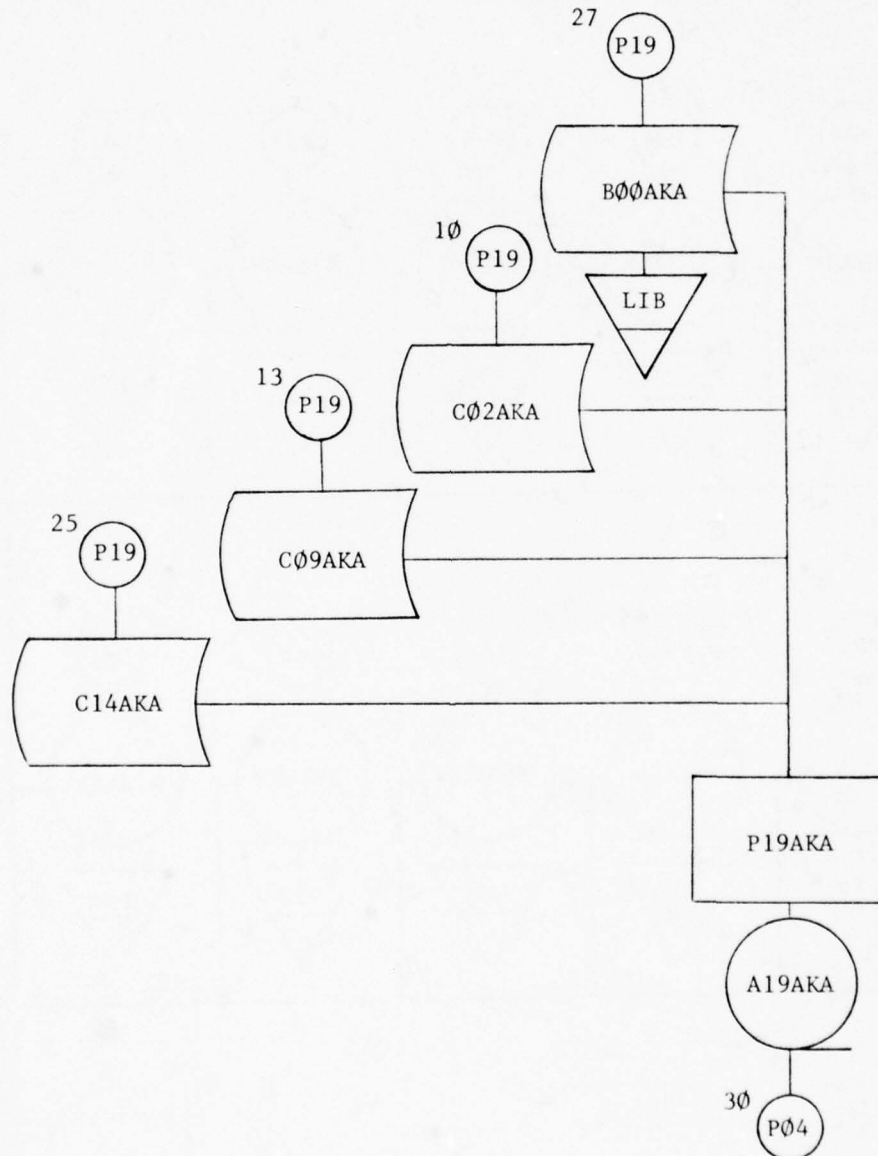 27
P19
BØØAKA
1Ø
P19
LIB
CØ2AKA
13
P19
CØ9AKA
25
P19
C14AKA
P19AKA
A19AKA
3Ø
PØ4